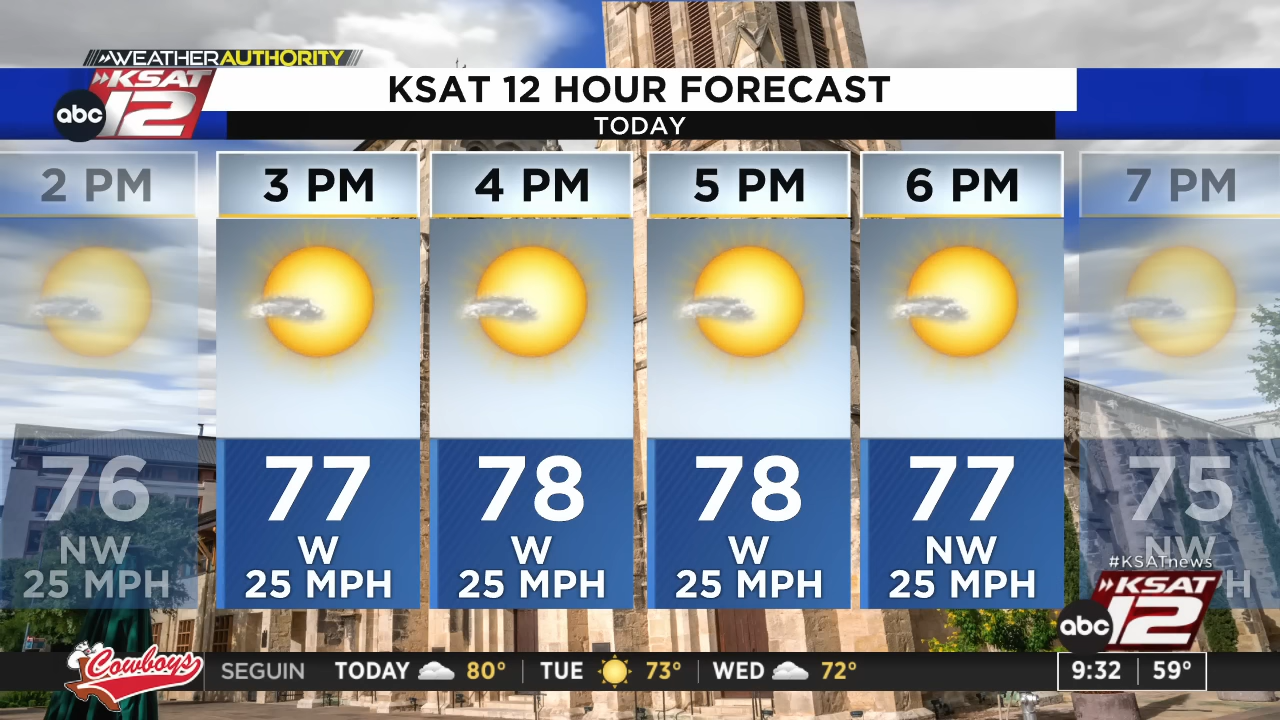 »WEATHERAUTHORITY
»KSAT
abc 12
KSAT 12 HOUR FORECAST
TODAY
2 PM 3 PM 4 PM 5 PM 6 PM 7 PM
76 77 78 78 77 75
NW W W W NW NW
25 MPH 25 MPH 25 MPH 25 MPH 25 MPH H
#KSATnews
»KSAT
abc 12
Cowboys SEGUIN TODAY 80° TUE 73° WED 72° 9:32 59°